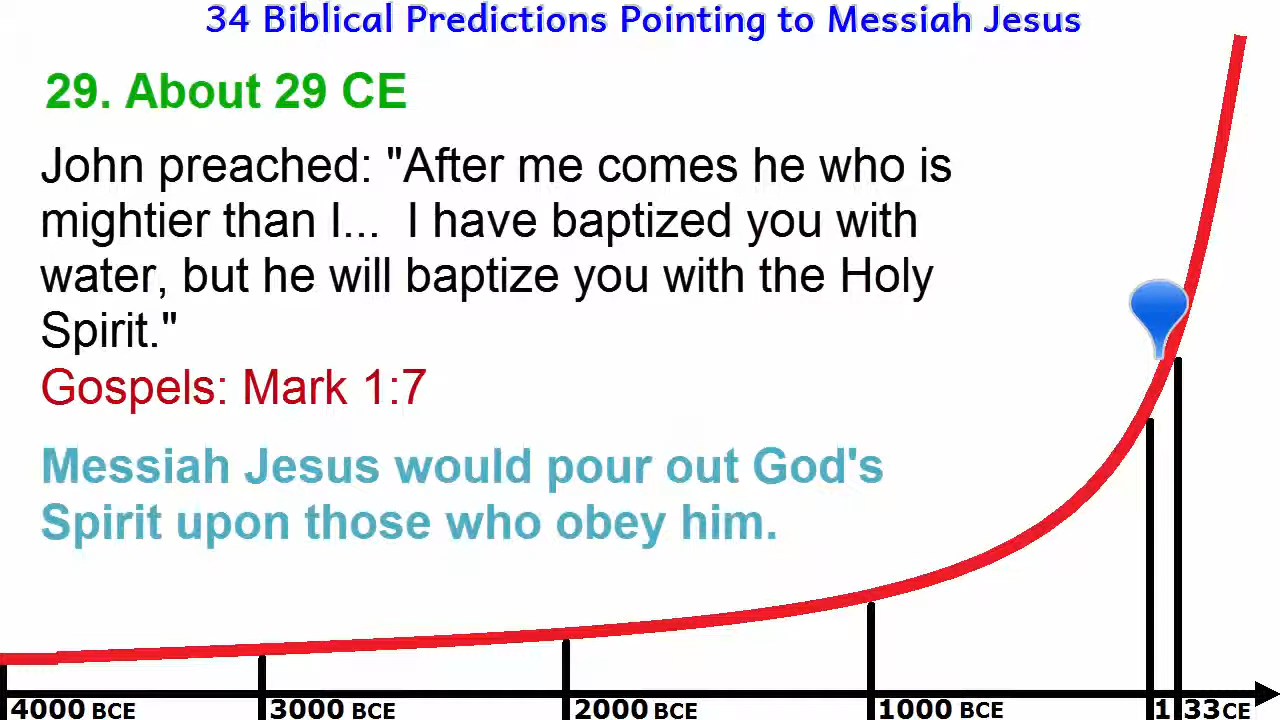 34 Biblical Predictions Pointing to Messiah Jesus
29. About 29 CE
John preached: "After me comes he who is
mightier than I...  I have baptized you with
water, but he will baptize you with the Holy
Spirit."
Gospels: Mark 1:7
Messiah Jesus would pour out God's
Spirit upon those who obey him.
4000 BCE 3000 BCE 2000 BCE 1000 BCE 1 33 CE